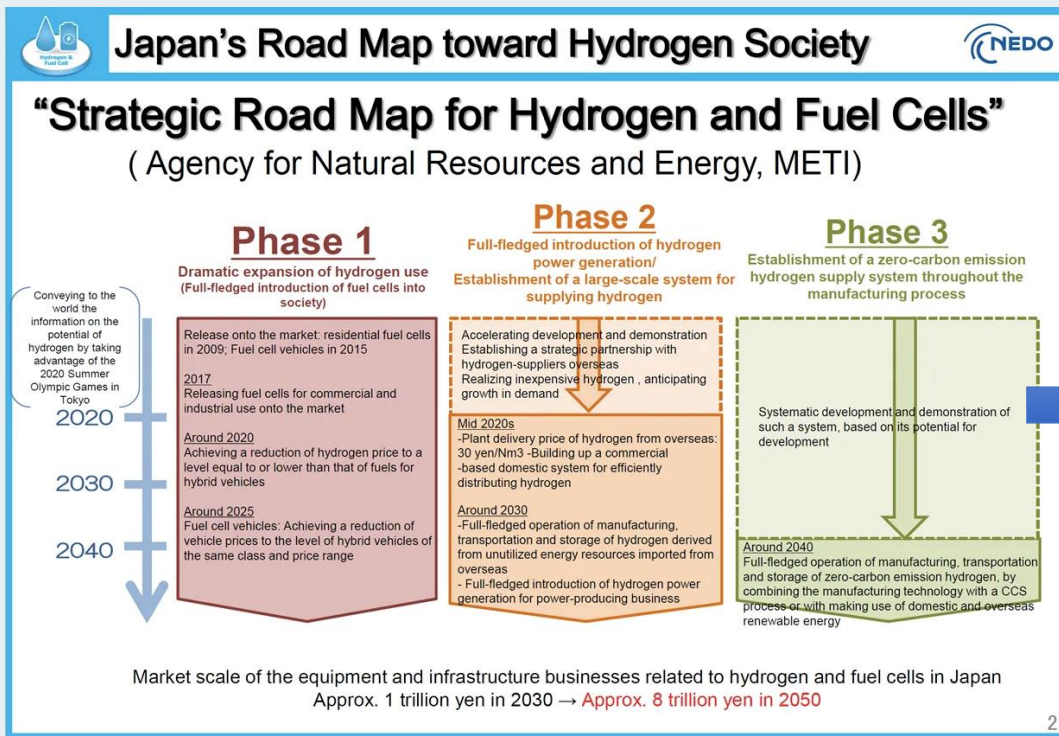 Hydrogen &
Fuel Cell
Japan's Road Map toward Hydrogen Society
NEDO
“Strategic Road Map for Hydrogen and Fuel Cells”
( Agency for Natural Resources and Energy, METI)
Conveying to the
world the
information on the
potential of
hydrogen by taking
advantage of the
2020 Summer
Olympic Games in
Tokyo
2020
2030
2040
Phase 1
Dramatic expansion of hydrogen use
(Full-fledged introduction of fuel cells into
society)
Release onto the market: residential fuel cells
in 2009; Fuel cell vehicles in 2015
2017
Releasing fuel cells for commercial and
industrial use onto the market
Around 2020
Achieving a reduction of hydrogen price to a
level equal to or lower than that of fuels for
hybrid vehicles
Around 2025
Fuel cell vehicles: Achieving a reduction of
vehicle prices to the level of hybrid vehicles of
the same class and price range
Phase 2
Full-fledged introduction of hydrogen
power generation/
Establishment of a large-scale system for
supplying hydrogen
Accelerating development and demonstration
Establishing a strategic partnership with
hydrogen-suppliers overseas
Realizing inexpensive hydrogen , anticipating
growth in demand
Mid 2020s
-Plant delivery price of hydrogen from overseas:
30 yen/Nm3 -Building up a commercial
-based domestic system for efficiently
distributing hydrogen
Around 2030
-Full-fledged operation of manufacturing,
transportation and storage of hydrogen derived
from unutilized energy resources imported from
overseas
- Full-fledged introduction of hydrogen power
generation for power-producing business
Phase 3
Establishment of a zero-carbon emission
hydrogen supply system throughout the
manufacturing process
Systematic development and demonstration of
such a system, based on its potential for
development
Around 2040
Full-fledged operation of manufacturing, transportation
and storage of zero-carbon emission hydrogen, by
combining the manufacturing technology with a CCS
process or with making use of domestic and overseas
renewable energy
Market scale of the equipment and infrastructure businesses related to hydrogen and fuel cells in Japan
Approx. 1 trillion yen in 2030 → Approx. 8 trillion yen in 2050
2